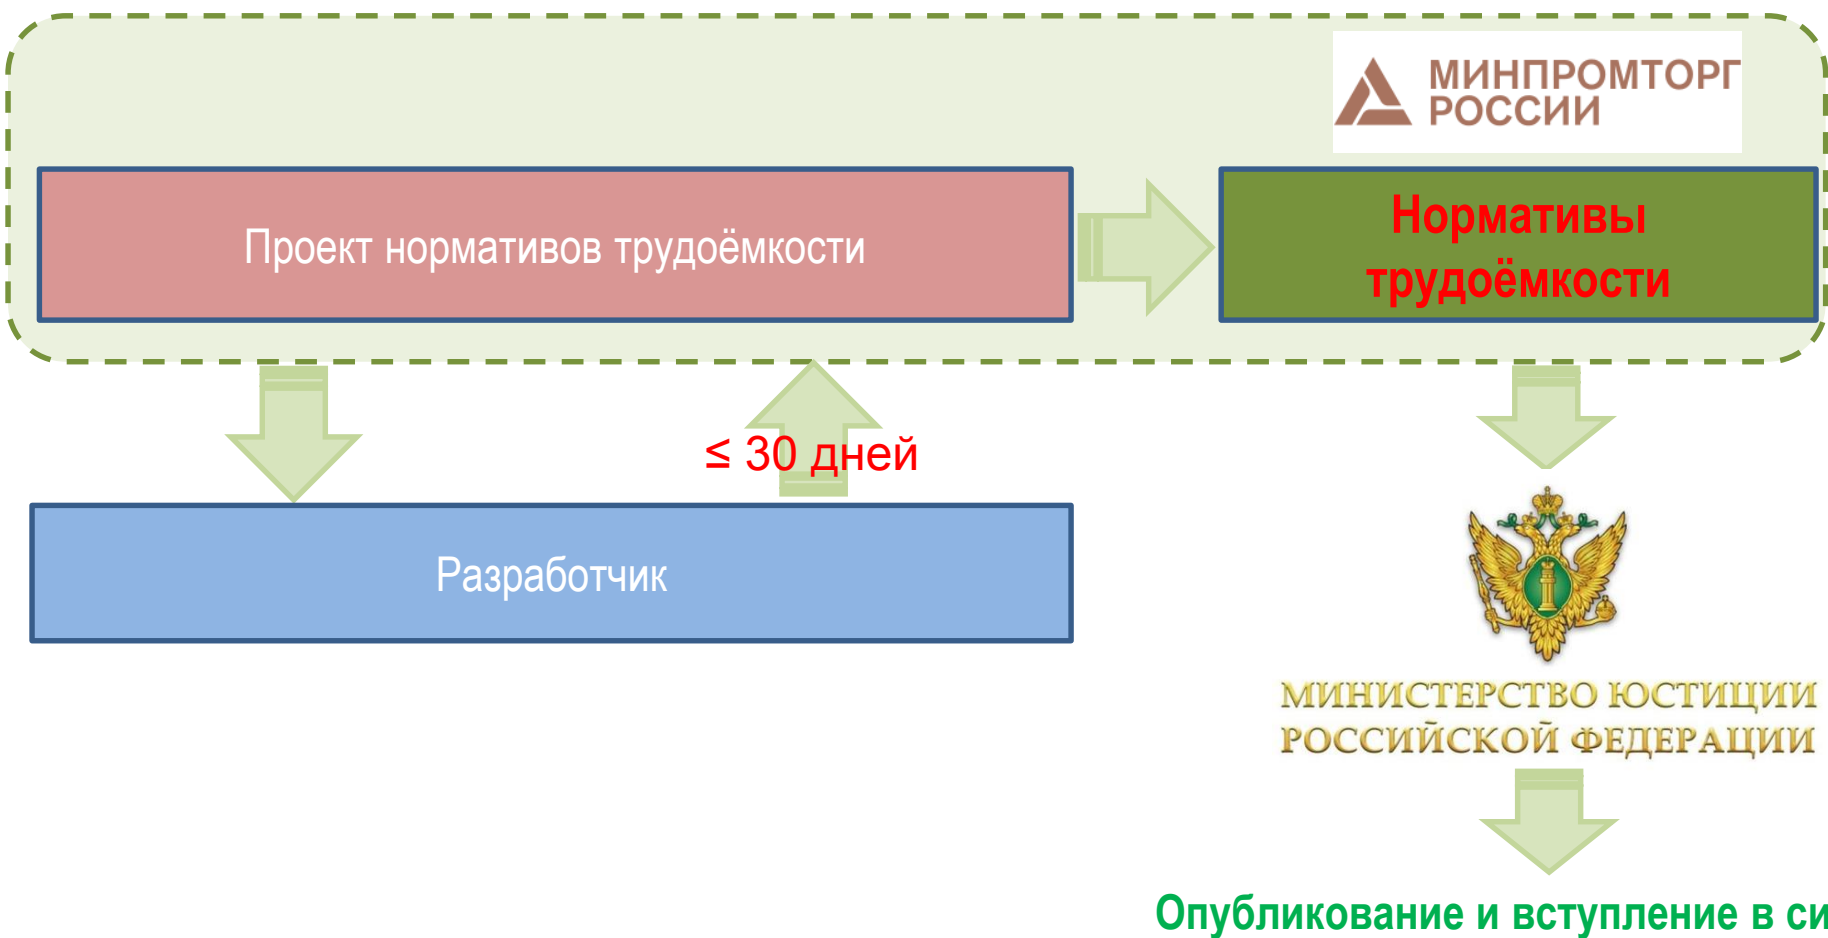 МИНПРОМТОРГ
РОССИИ
Проект нормативов трудоёмкости
Нормативы
трудоёмкости
≤ 30 дней
Разработчик
МИНИСТЕРСТВО ЮСТИЦИИ
РОССИЙСКОЙ ФЕДЕРАЦИИ
Опубликование и вступление в си